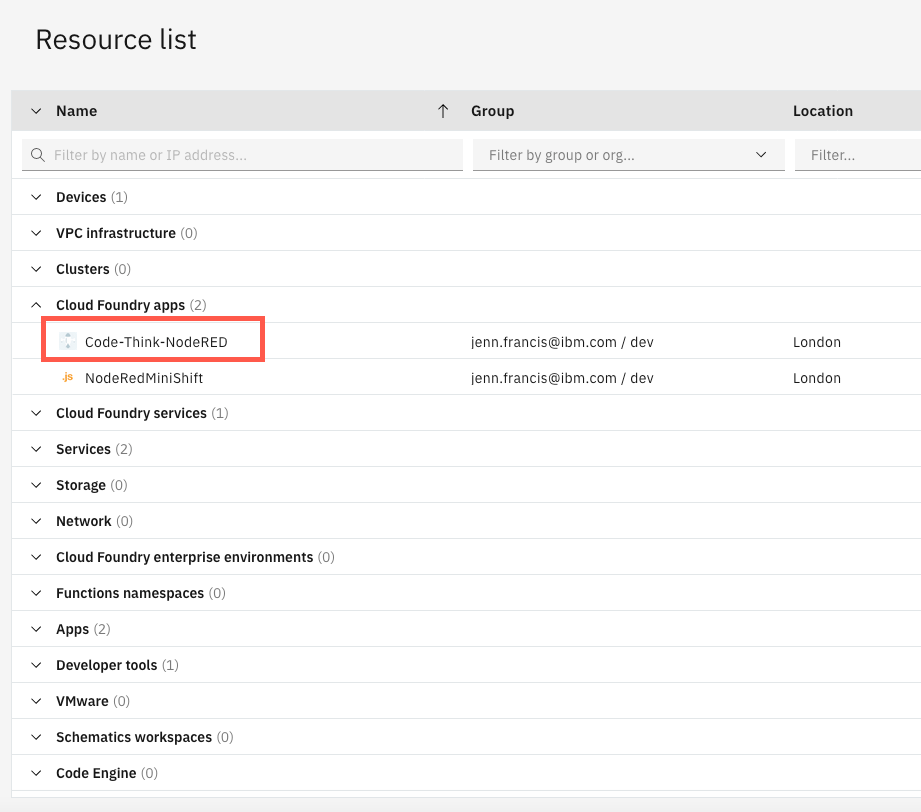 Resource list
Name Group Location
Filter by name or IP address... Filter by group or org... Filter...
Devices (1)
VPC infrastructure (0)
Clusters (0)
Cloud Foundry apps (2)
Code-Think-NodeRED jenn.francis@ibm.com / dev London
JS NodeRedMiniShift jenn.francis@ibm.com / dev London
Cloud Foundry services (1)
Services (2)
Storage (0)
Network (0)
Cloud Foundry enterprise environments (0)
Functions namespaces (0)
Apps (2)
Developer tools (1)
VMware (0)
Schematics workspaces (0)
Code Engine (0)